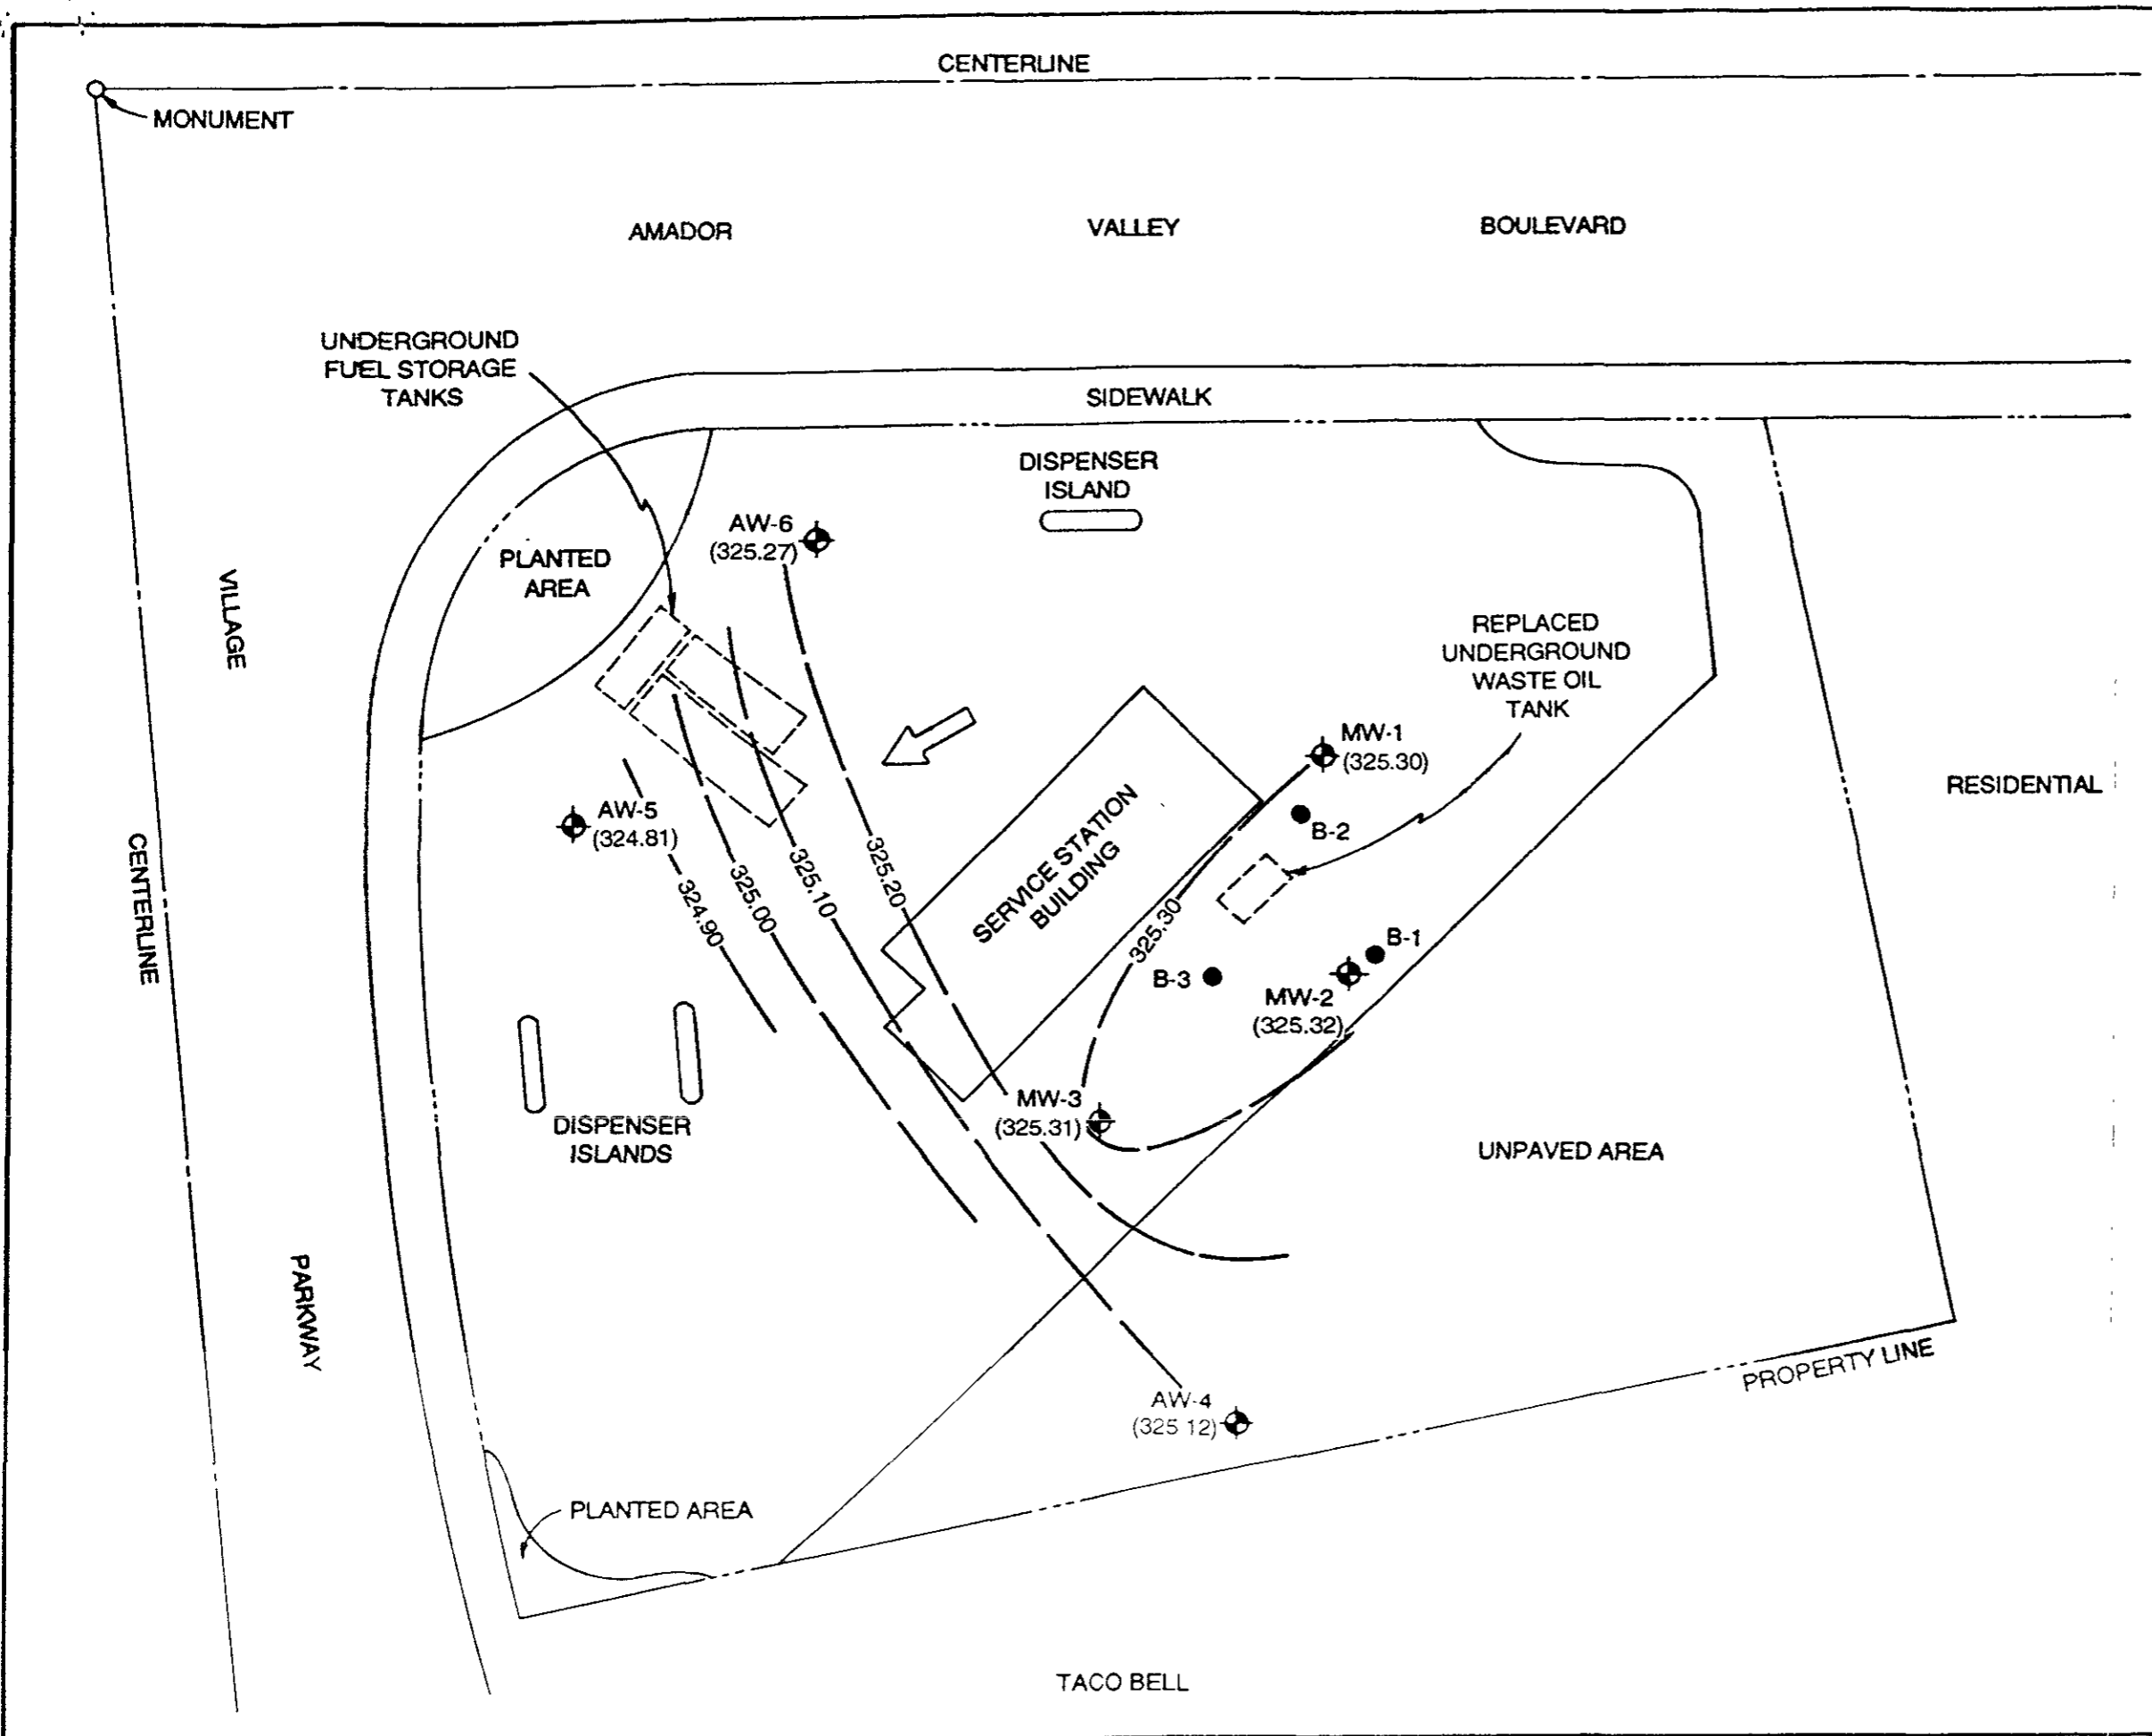 CENTERLINE
MONUMENT
AMADOR VALLEY BOULEVARD
UNDERGROUND
FUEL STORAGE
TANKS
SIDEWALK
DISPENSER
ISLAND
AW-6
(325.27)
PLANTED
AREA
VILLAGE
REPLACED
UNDERGROUND
WASTE OIL
TANK
MW-1
(325.30)
RESIDENTIAL
AW-5
(324.81)
B-2
SERVICE STATION
BUILDING
CENTERLINE
324.90
325.00
325.10
325.20
325.30
B-1
B-3
MW-2
(325.32)
MW-3
(325.31)
DISPENSER
ISLANDS
UNPAVED AREA
PARKWAY
PROPERTY LINE
AW-4
(325 12)
PLANTED AREA
TACO BELL